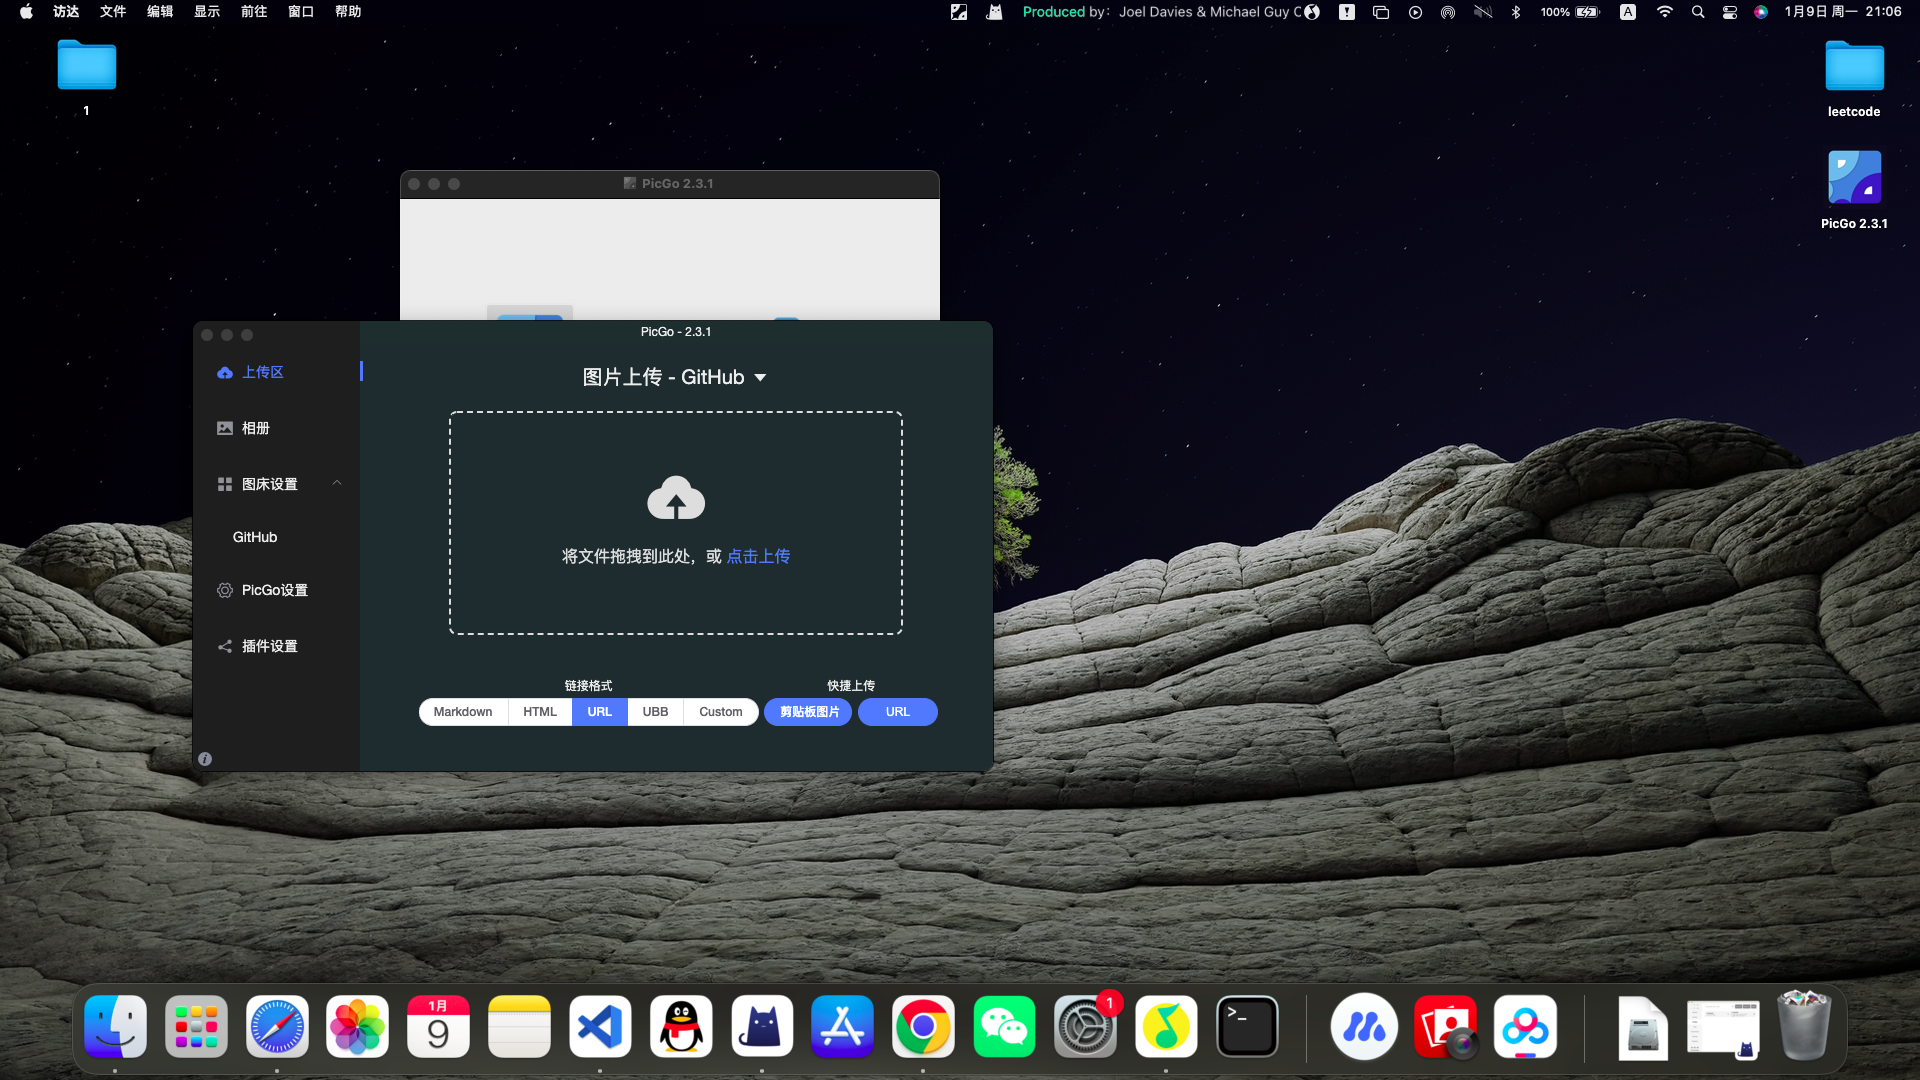 访达 文件 编辑 显示 前往 窗口 帮助
Produced by：Joel Davies & Michael Guy C
100%
A
1月9日 周一 21:06
1
leetcode
PicGo 2.3.1
PicGo 2.3.1
PicGo - 2.3.1
上传区
相册
图床设置
GitHub
PicGo设置
插件设置
图片上传 - GitHub
将文件拖拽到此处，或 点击上传
链接格式
快捷上传
Markdown HTML URL UBB Custom
剪贴板图片 URL
1月
9
1
>_